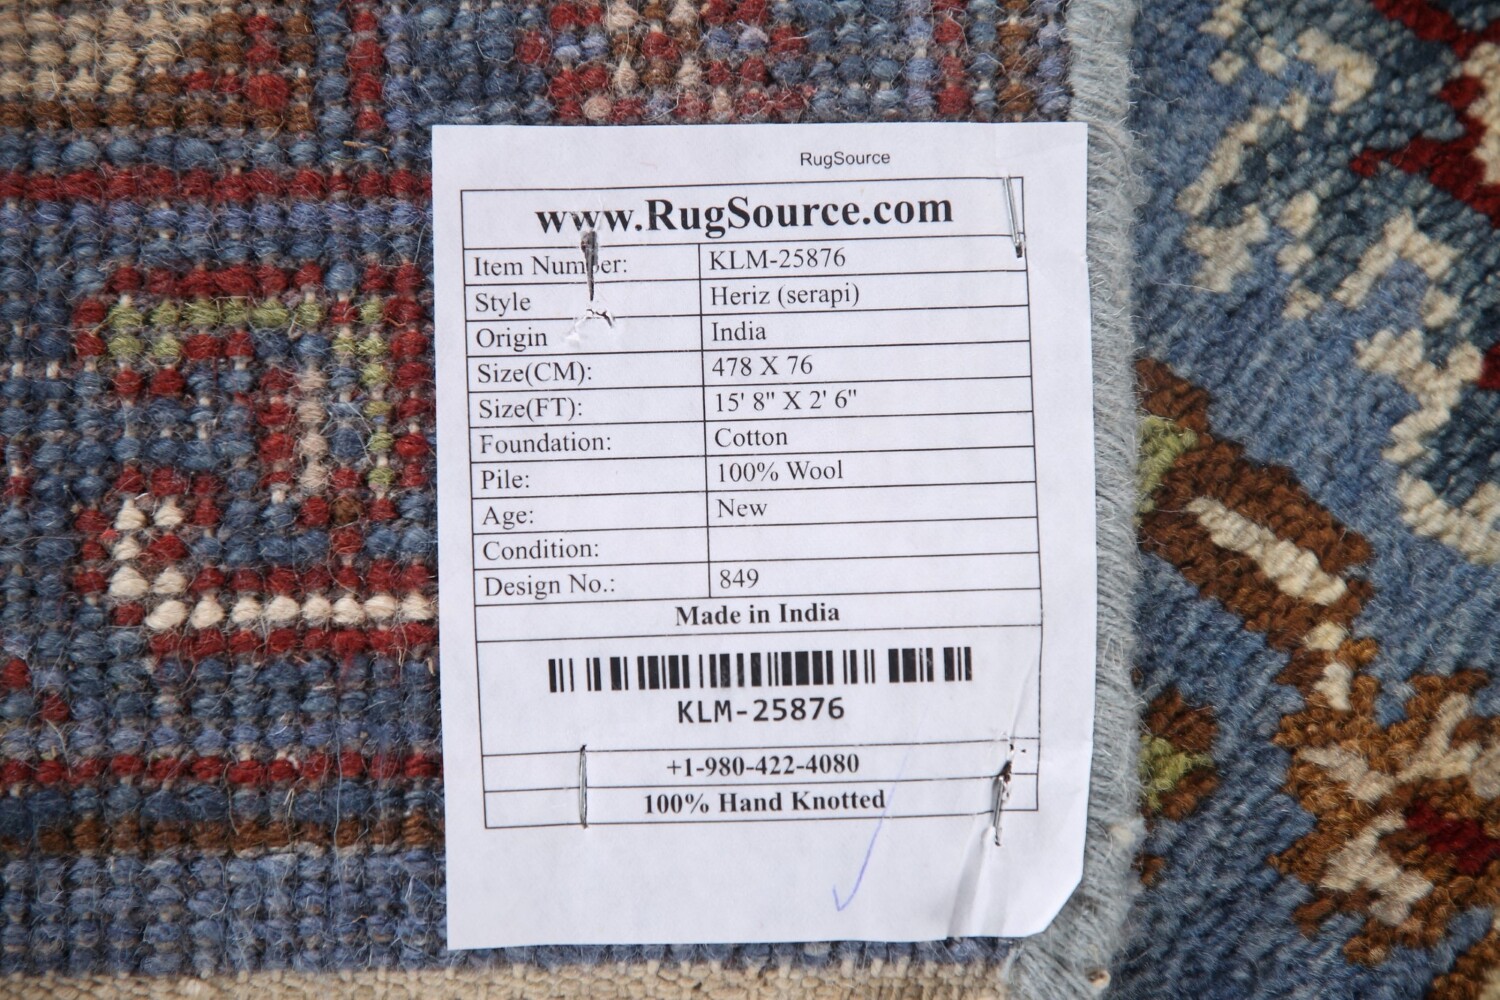 RugSource
www.RugSource.com
Item Number: KLM-25876
Style Heriz (serapi)
Origin India
Size(CM): 478 X 76
Size(FT): 15' 8" X 2' 6"
Foundation: Cotton
Pile: 100% Wool
Age: New
Condition:
Design No.: 849
Made in India
KLM-25876
+1-980-422-4080
100% Hand Knotted